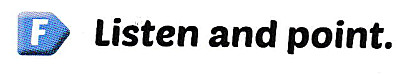 F Listen and point.